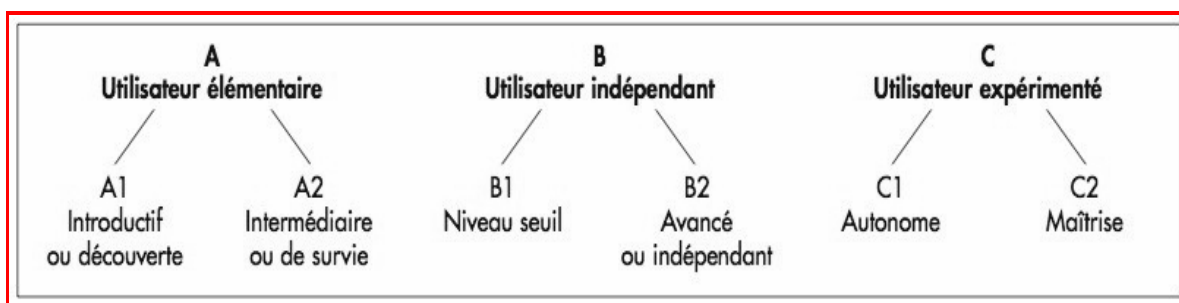 A
Utilisateur élémentaire
B
Utilisateur indépendant
C
Utilisateur expérimenté
A1
Introductif
ou découverte
A2
Intermédiaire
ou de survie
B1
Niveau seuil
B2
Avancé
ou indépendant
C1
Autonome
C2
Maîtrise